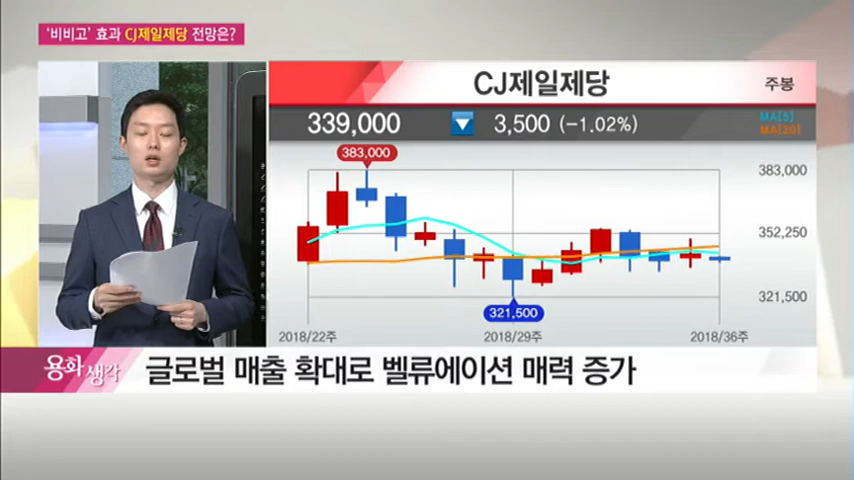 ‘비비고’ 효과 CJ제일제당 전망은?
CJ제일제당
주봉
339,000 ▼ 3,500 (-1.02%)
MA[5]
MA[20]
383,000
383,000
352,250
321,500
321,500
2018/22주 2018/29주 2018/36주
용화생각
글로벌 매출 확대로 벨류에이션 매력 증가